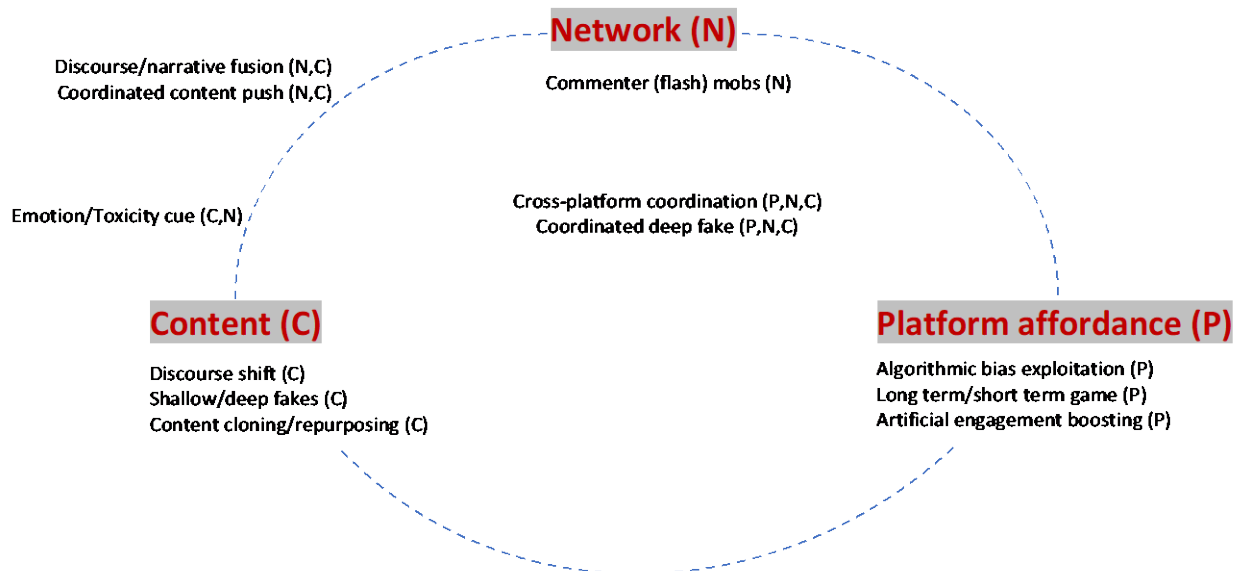 Network (N)
Commenter (flash) mobs (N)
Discourse/narrative fusion (N,C)
Coordinated content push (N,C)
Emotion/Toxicity cue (C,N)
Cross-platform coordination (P,N,C)
Coordinated deep fake (P,N,C)
Content (C)
Discourse shift (C)
Shallow/deep fakes (C)
Content cloning/repurposing (C)
Platform affordance (P)
Algorithmic bias exploitation (P)
Long term/short term game (P)
Artificial engagement boosting (P)